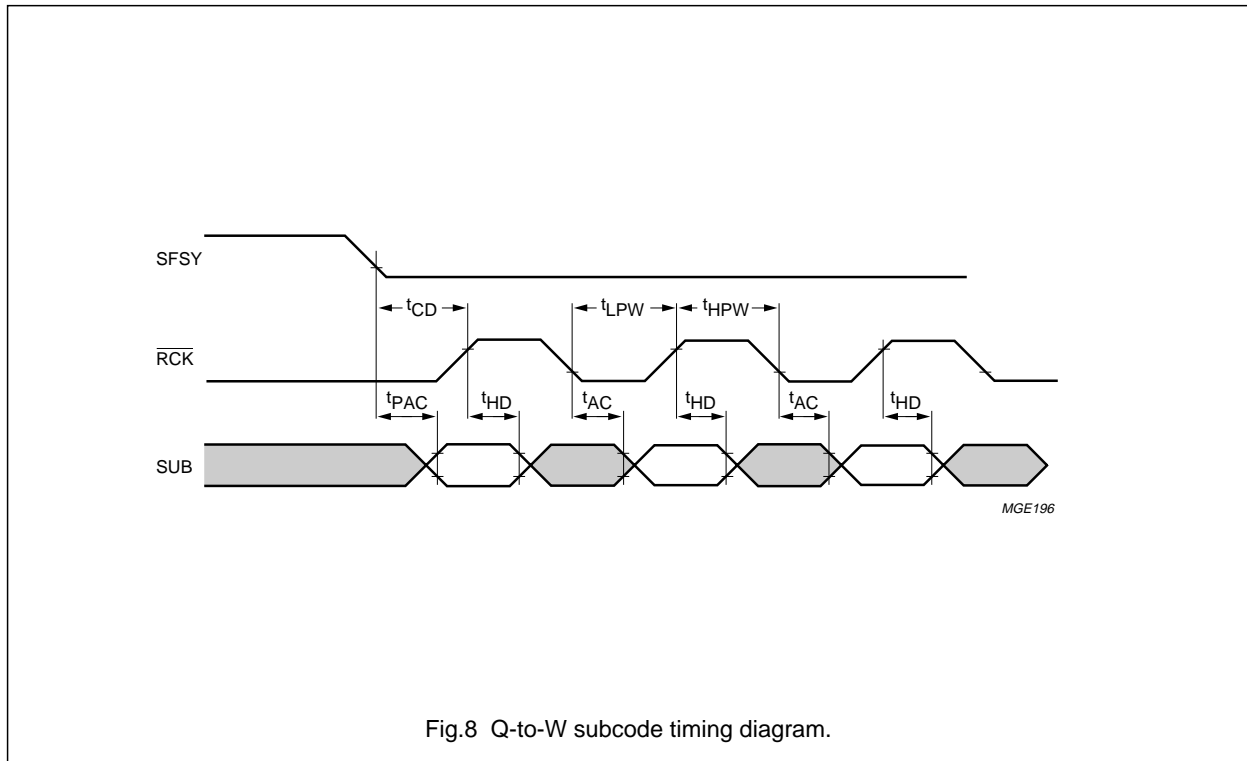 SFSY
tCD
tLPW
tHPW
RCK
tPAC
tHD
tAC
tHD
tAC
tHD
SUB
MGE196
Fig.8 Q-to-W subcode timing diagram.